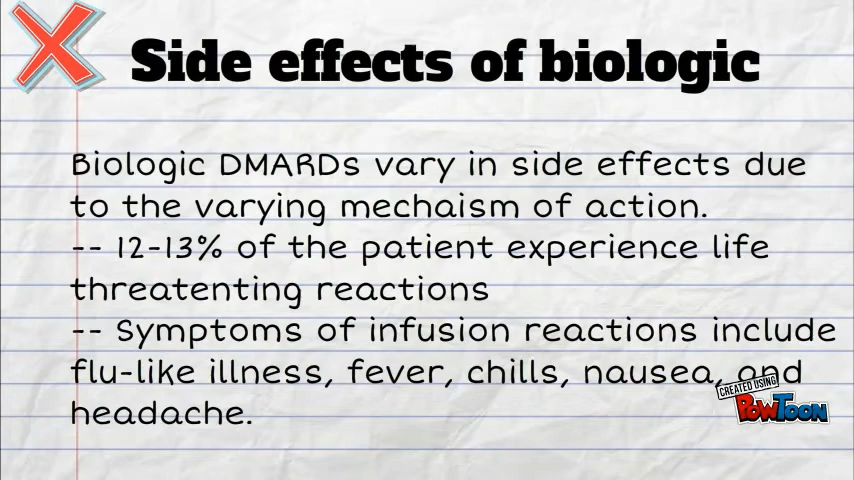 Side effects of biologic
Biologic DMARDs vary in side effects due
to the varying mechaism of action.
-- 12-13% of the patient experience life
threatenting reactions
-- Symptoms of infusion reactions include
flu-like illness, fever, chills, nausea, and
headache.
CREATED USING
POWTOON